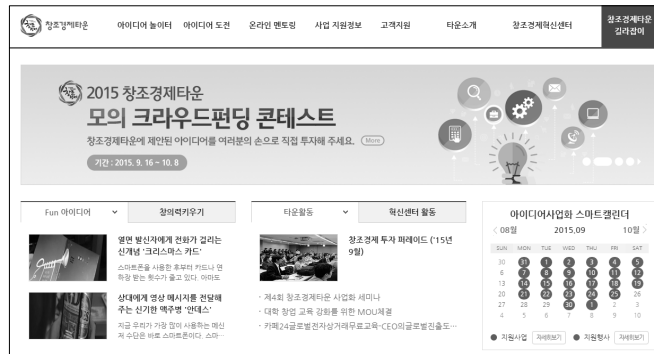 창조경제타운
아이디어 놀이터 아이디어 도전 온라인 멘토링 사업 지원정보 고객지원 타운소개 창조경제혁신센터
창조경제타운
길라잡이
2015 창조경제타운
모의 크라우드펀딩 콘테스트
창조경제타운에 제안된 아이디어를 여러분의 손으로 직접 투자해 주세요. More
기간 : 2015. 9. 16 ~ 10. 8
Fun 아이디어 창의력키우기
열면 발신자에게 전화가 걸리는
신개념 '크리스마스 카드'
스마트폰을 사용한 후부터 카드나 연
하장 받는 횟수가 줄고 있다. 아마도
상대에게 영상 메시지를 전달해
주는 신기한 맥주병 '안데스'
지금 우리가 가장 많이 사용하는 메신
저 수단은 바로 스마트폰이다. 스마…
타운활동 혁신센터 활동
창조경제 투자 퍼레이드 ('15년
9월)
· 제4회 창조경제타운 사업화 세미나
· 대학 창업 교육 강화를 위한 MOU체결
· 카페24글로벌전자상거래무료교육-CEO의글로벌진출도…
아이디어사업화 스마트캘린더
< 08월 2015.09 10월 >
SUN MON TUE WED THU FRI SAT
30 31 1 2 3 4 5
6 7 8 9 10 11 12
13 14 15 16 17 18 19
20 21 22 23 24 25 26
27 28 29 30 1 2 3
4 5 6 7 8 9 10
● 지원사업 자세히보기 ● 지원행사 자세히보기